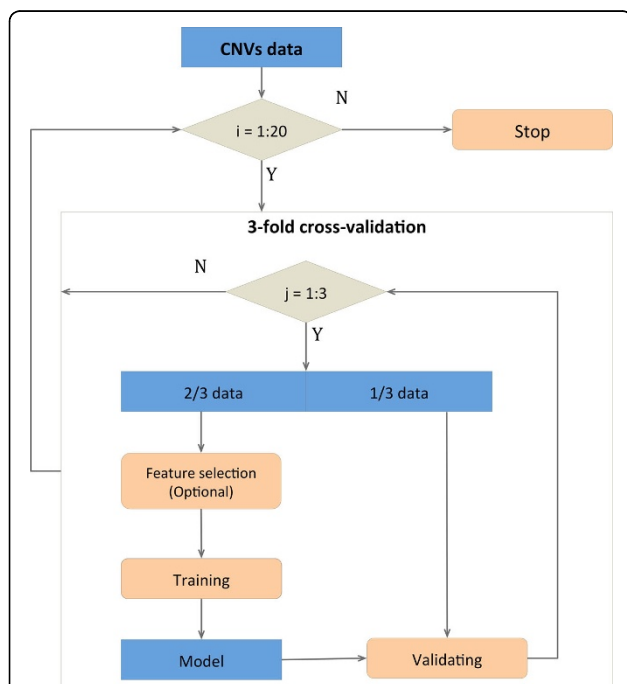 CNVs data
N
i = 1:20
Stop
Y
3-fold cross-validation
N
j = 1:3
Y
2/3 data
1/3 data
Feature selection
(Optional)
Training
Model
Validating